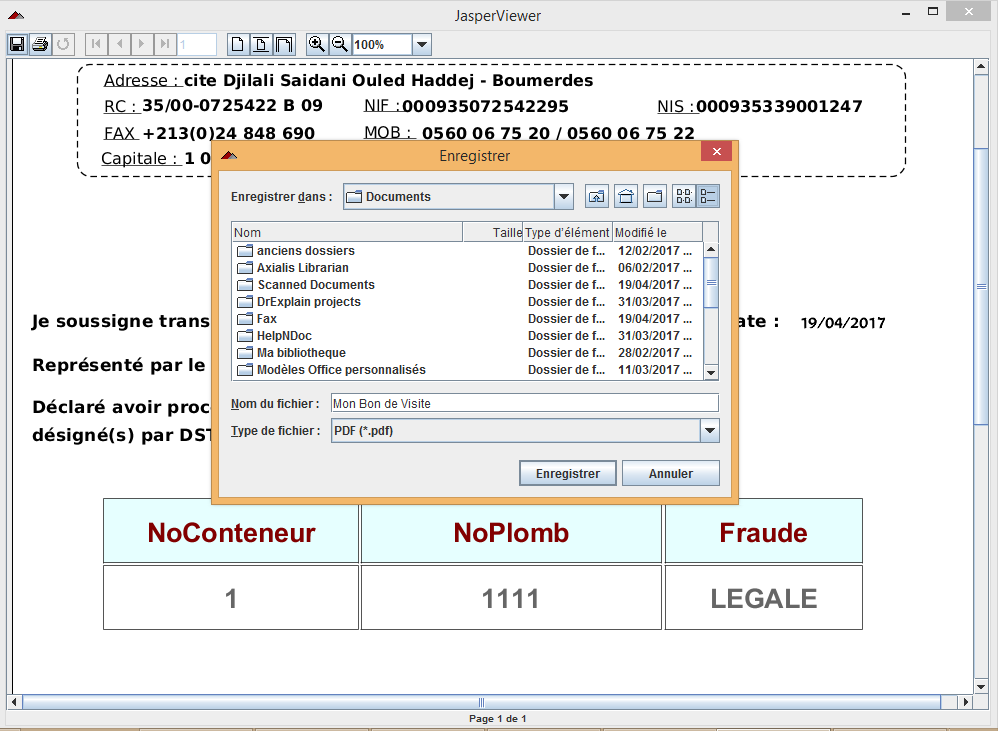 JasperViewer
1
100%
Adresse : cite Djilali Saidani Ouled Haddej - Boumerdes
RC : 35/00-0725422 B 09 NIF :000935072542295 NIS :000935339001247
FAX +213(0)24 848 690 MOB : 0560 06 75 20 / 0560 06 75 22
Capitale : 1 0
Enregistrer
Enregistrer dans : Documents
Nom Taille Type d'élément Modifié le
anciens dossiers Dossier de f... 12/02/2017 ...
Axialis Librarian Dossier de f... 06/02/2017 ...
Scanned Documents Dossier de f... 19/04/2017 ...
DrExplain projects Dossier de f... 31/03/2017 ...
Fax Dossier de f... 19/04/2017 ...
HelpNDoc Dossier de f... 31/03/2017 ...
Ma bibliotheque Dossier de f... 28/02/2017 ...
Modèles Office personnalisés Dossier de f... 11/03/2017 ...
Nom du fichier : Mon Bon de Visite
Type de fichier : PDF (*.pdf)
Enregistrer Annuler
Je soussigne trans ate : 19/04/2017
Représenté par le
Déclaré avoir proc
désigné(s) par DST
NoConteneur NoPlomb Fraude
1 1111 LEGALE
Page 1 de 1